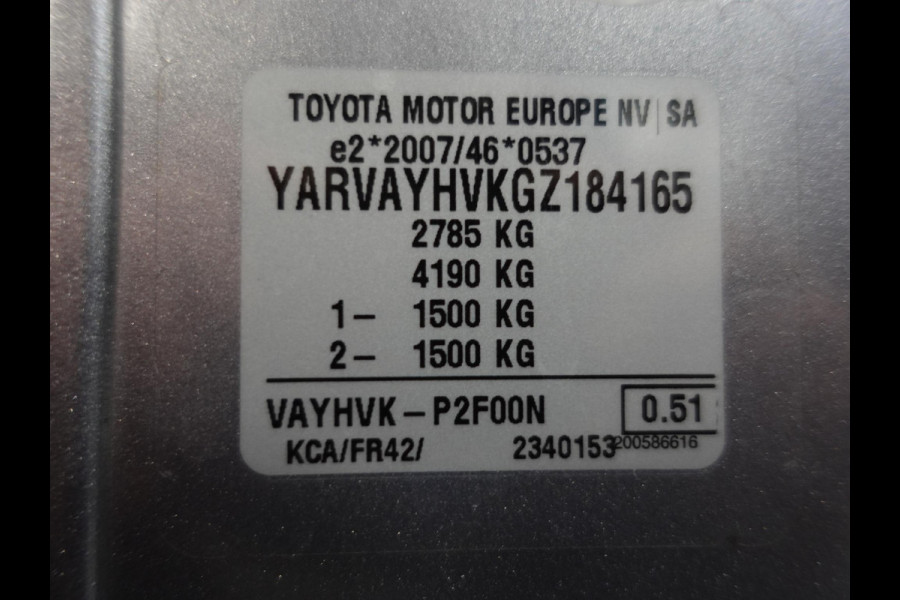 TOYOTA MOTOR EUROPE NV|SA
e2*2007/46*0537
YARVAYHVKGZ184165
2785 KG
4190 KG
1– 1500 KG
2– 1500 KG
VAYHVK–P2F00N 0.51
KCA/FR42/ 2340153 200586616